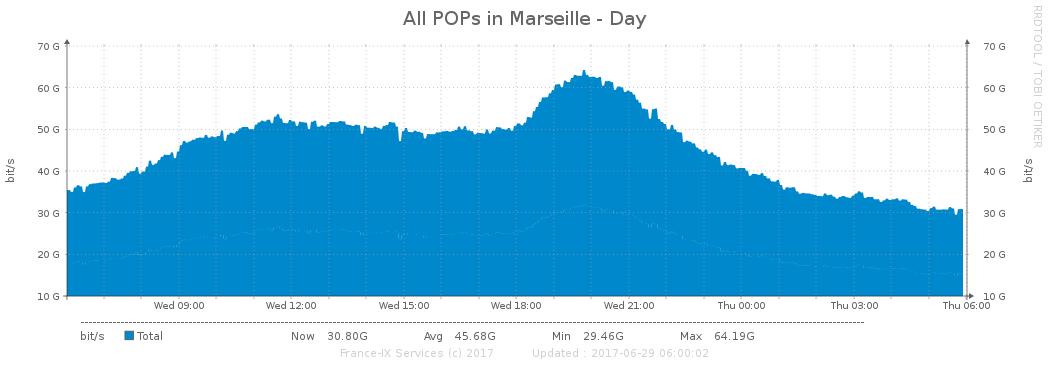 All POPs in Marseille - Day
RRDTOOL / TOBI OETIKER
70 G 70 G
60 G 60 G
50 G 50 G
40 G 40 G
30 G 30 G
20 G 20 G
10 G 10 G
bit/s
bit/s
Wed 09:00 Wed 12:00 Wed 15:00 Wed 18:00 Wed 21:00 Thu 00:00 Thu 03:00 Thu 06:00
bit/s Total Now 30.80G Avg 45.68G Min 29.46G Max 64.19G
France-IX Services (c) 2017 Updated : 2017-06-29 06:00:02